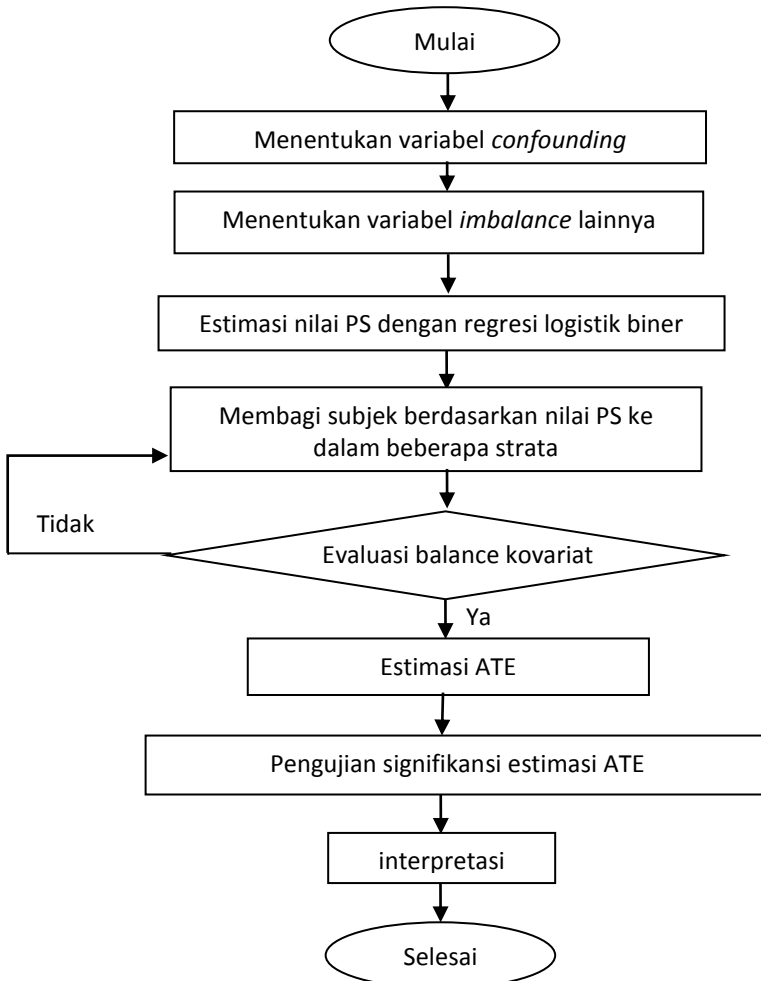 Mulai
Menentukan variabel confounding
Menentukan variabel imbalance lainnya
Estimasi nilai PS dengan regresi logistik biner
Membagi subjek berdasarkan nilai PS ke
dalam beberapa strata
Tidak
Evaluasi balance kovariat
Ya
Estimasi ATE
Pengujian signifikansi estimasi ATE
interpretasi
Selesai